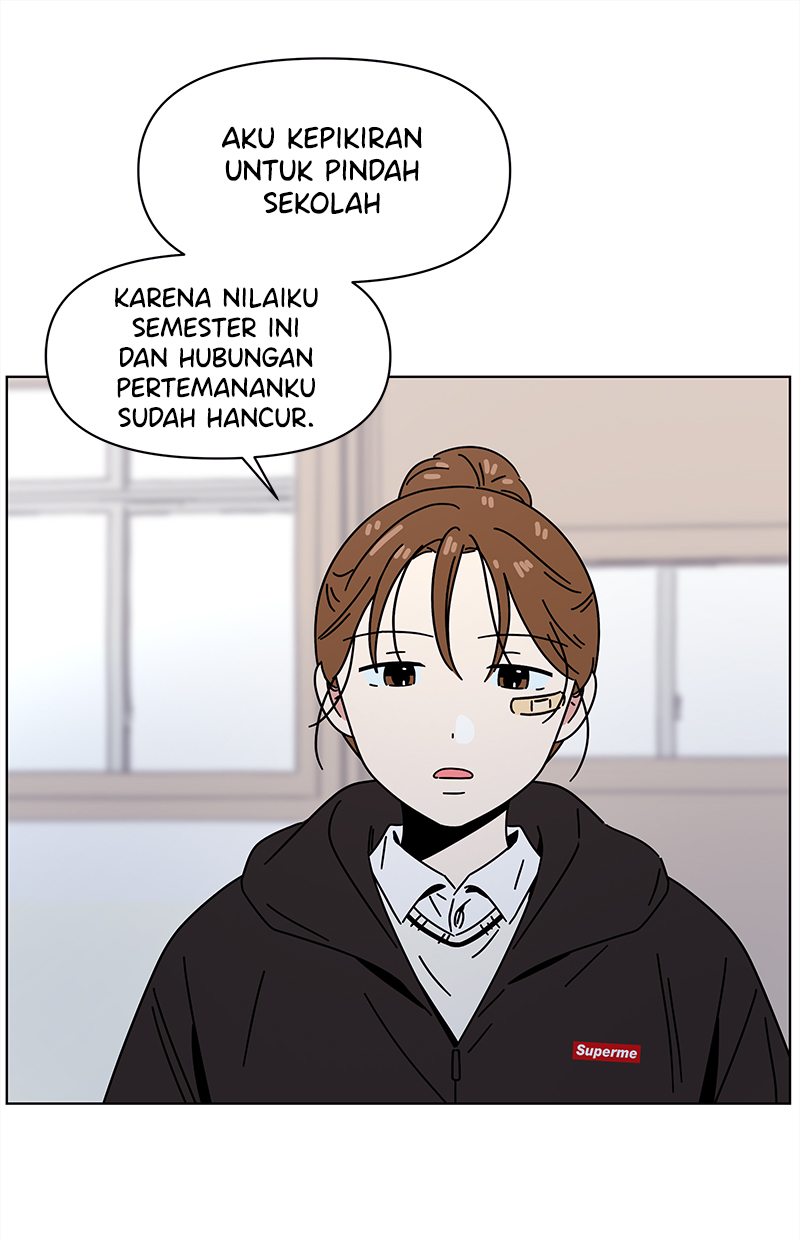 AKU KEPIKIRAN
UNTUK PINDAH
SEKOLAH
KARENA NILAIKU
SEMESTER INI
DAN HUBUNGAN
PERTEMANANKU
SUDAH HANCUR.
Superme